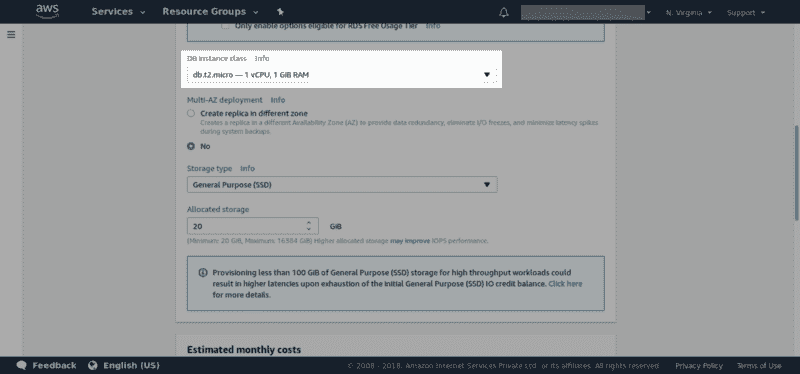 aws Services Resource Groups N. Virginia Support
Only enable options eligible for RDS Free Usage Tier Info
DB instance class Info
db.t2.micro — 1 vCPU, 1 GiB RAM
Multi-AZ deployment Info
Create replica in different zone
Creates a replica in a different Availability Zone (AZ) to provide data redundancy, eliminate I/O freezes, and minimize latency spikes
during system backups.
No
Storage type Info
General Purpose (SSD)
Allocated storage
20 GiB
(Minimum: 20 GiB, Maximum: 16384 GiB) Higher allocated storage may improve IOPS performance.
Provisioning less than 100 GiB of General Purpose (SSD) storage for high throughput workloads could
result in higher latencies upon exhaustion of the initial General Purpose (SSD) IO credit balance. Click here
for more details.
Estimated monthly costs
Feedback English (US) © 2008 - 2018, Amazon Internet Services Private Ltd. or its affiliates. All rights reserved. Privacy Policy Terms of Use